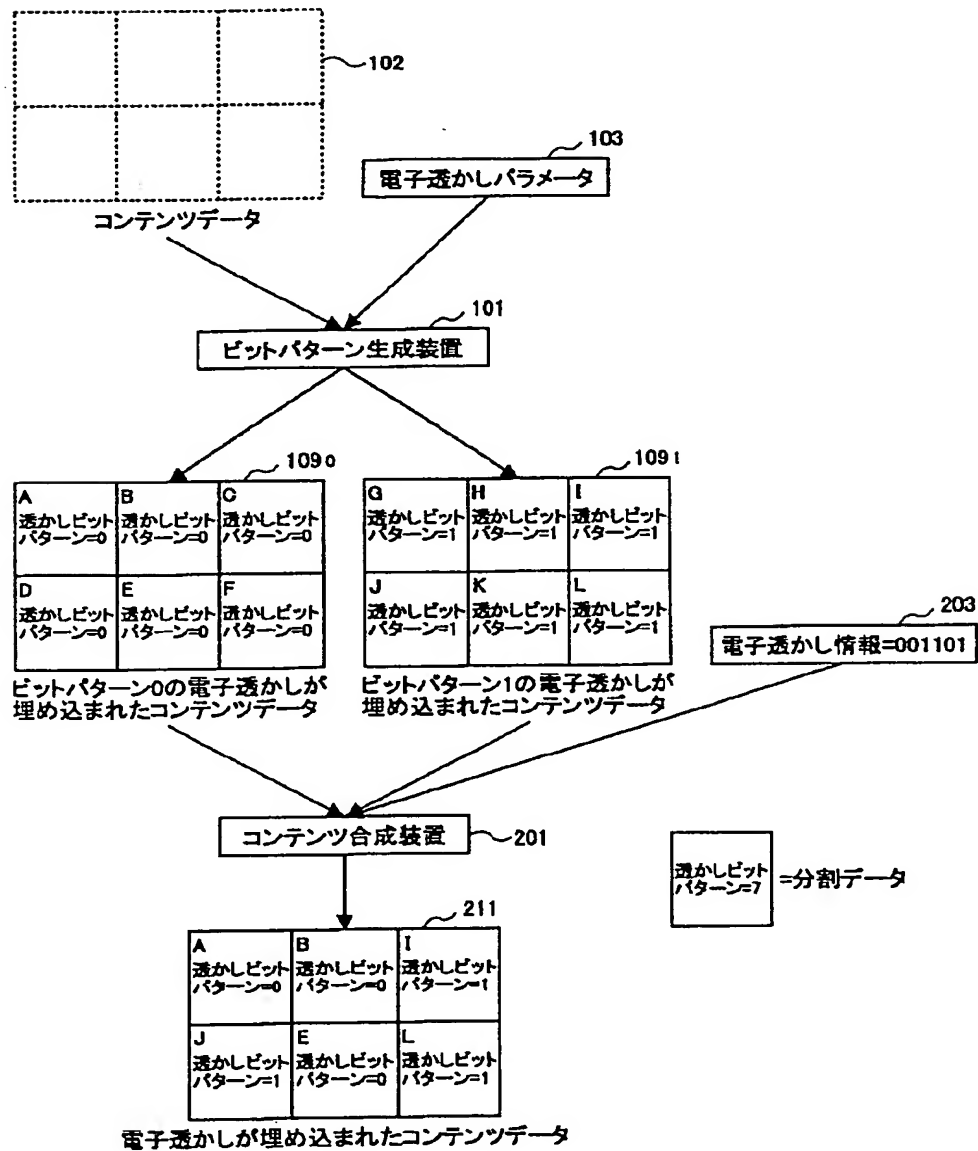 102
コンテンツデータ
103
電子透かしパラメータ
101
ビットパターン生成装置
109₀
A
透かしビット
パターン=0
B
透かしビット
パターン=0
C
透かしビット
パターン=0
D
透かしビット
パターン=0
E
透かしビット
パターン=0
F
透かしビット
パターン=0
ビットパターン0の電子透かしが
埋め込まれたコンテンツデータ
109₁
G
透かしビット
パターン=1
H
透かしビット
パターン=1
I
透かしビット
パターン=1
J
透かしビット
パターン=1
K
透かしビット
パターン=1
L
透かしビット
パターン=1
ビットパターン1の電子透かしが
埋め込まれたコンテンツデータ
203
電子透かし情報=001101
コンテンツ合成装置
201
透かしビット
パターン=7
=分割データ
211
A
透かしビット
パターン=0
B
透かしビット
パターン=0
I
透かしビット
パターン=1
J
透かしビット
パターン=1
E
透かしビット
パターン=0
L
透かしビット
パターン=1
電子透かしが埋め込まれたコンテンツデータ